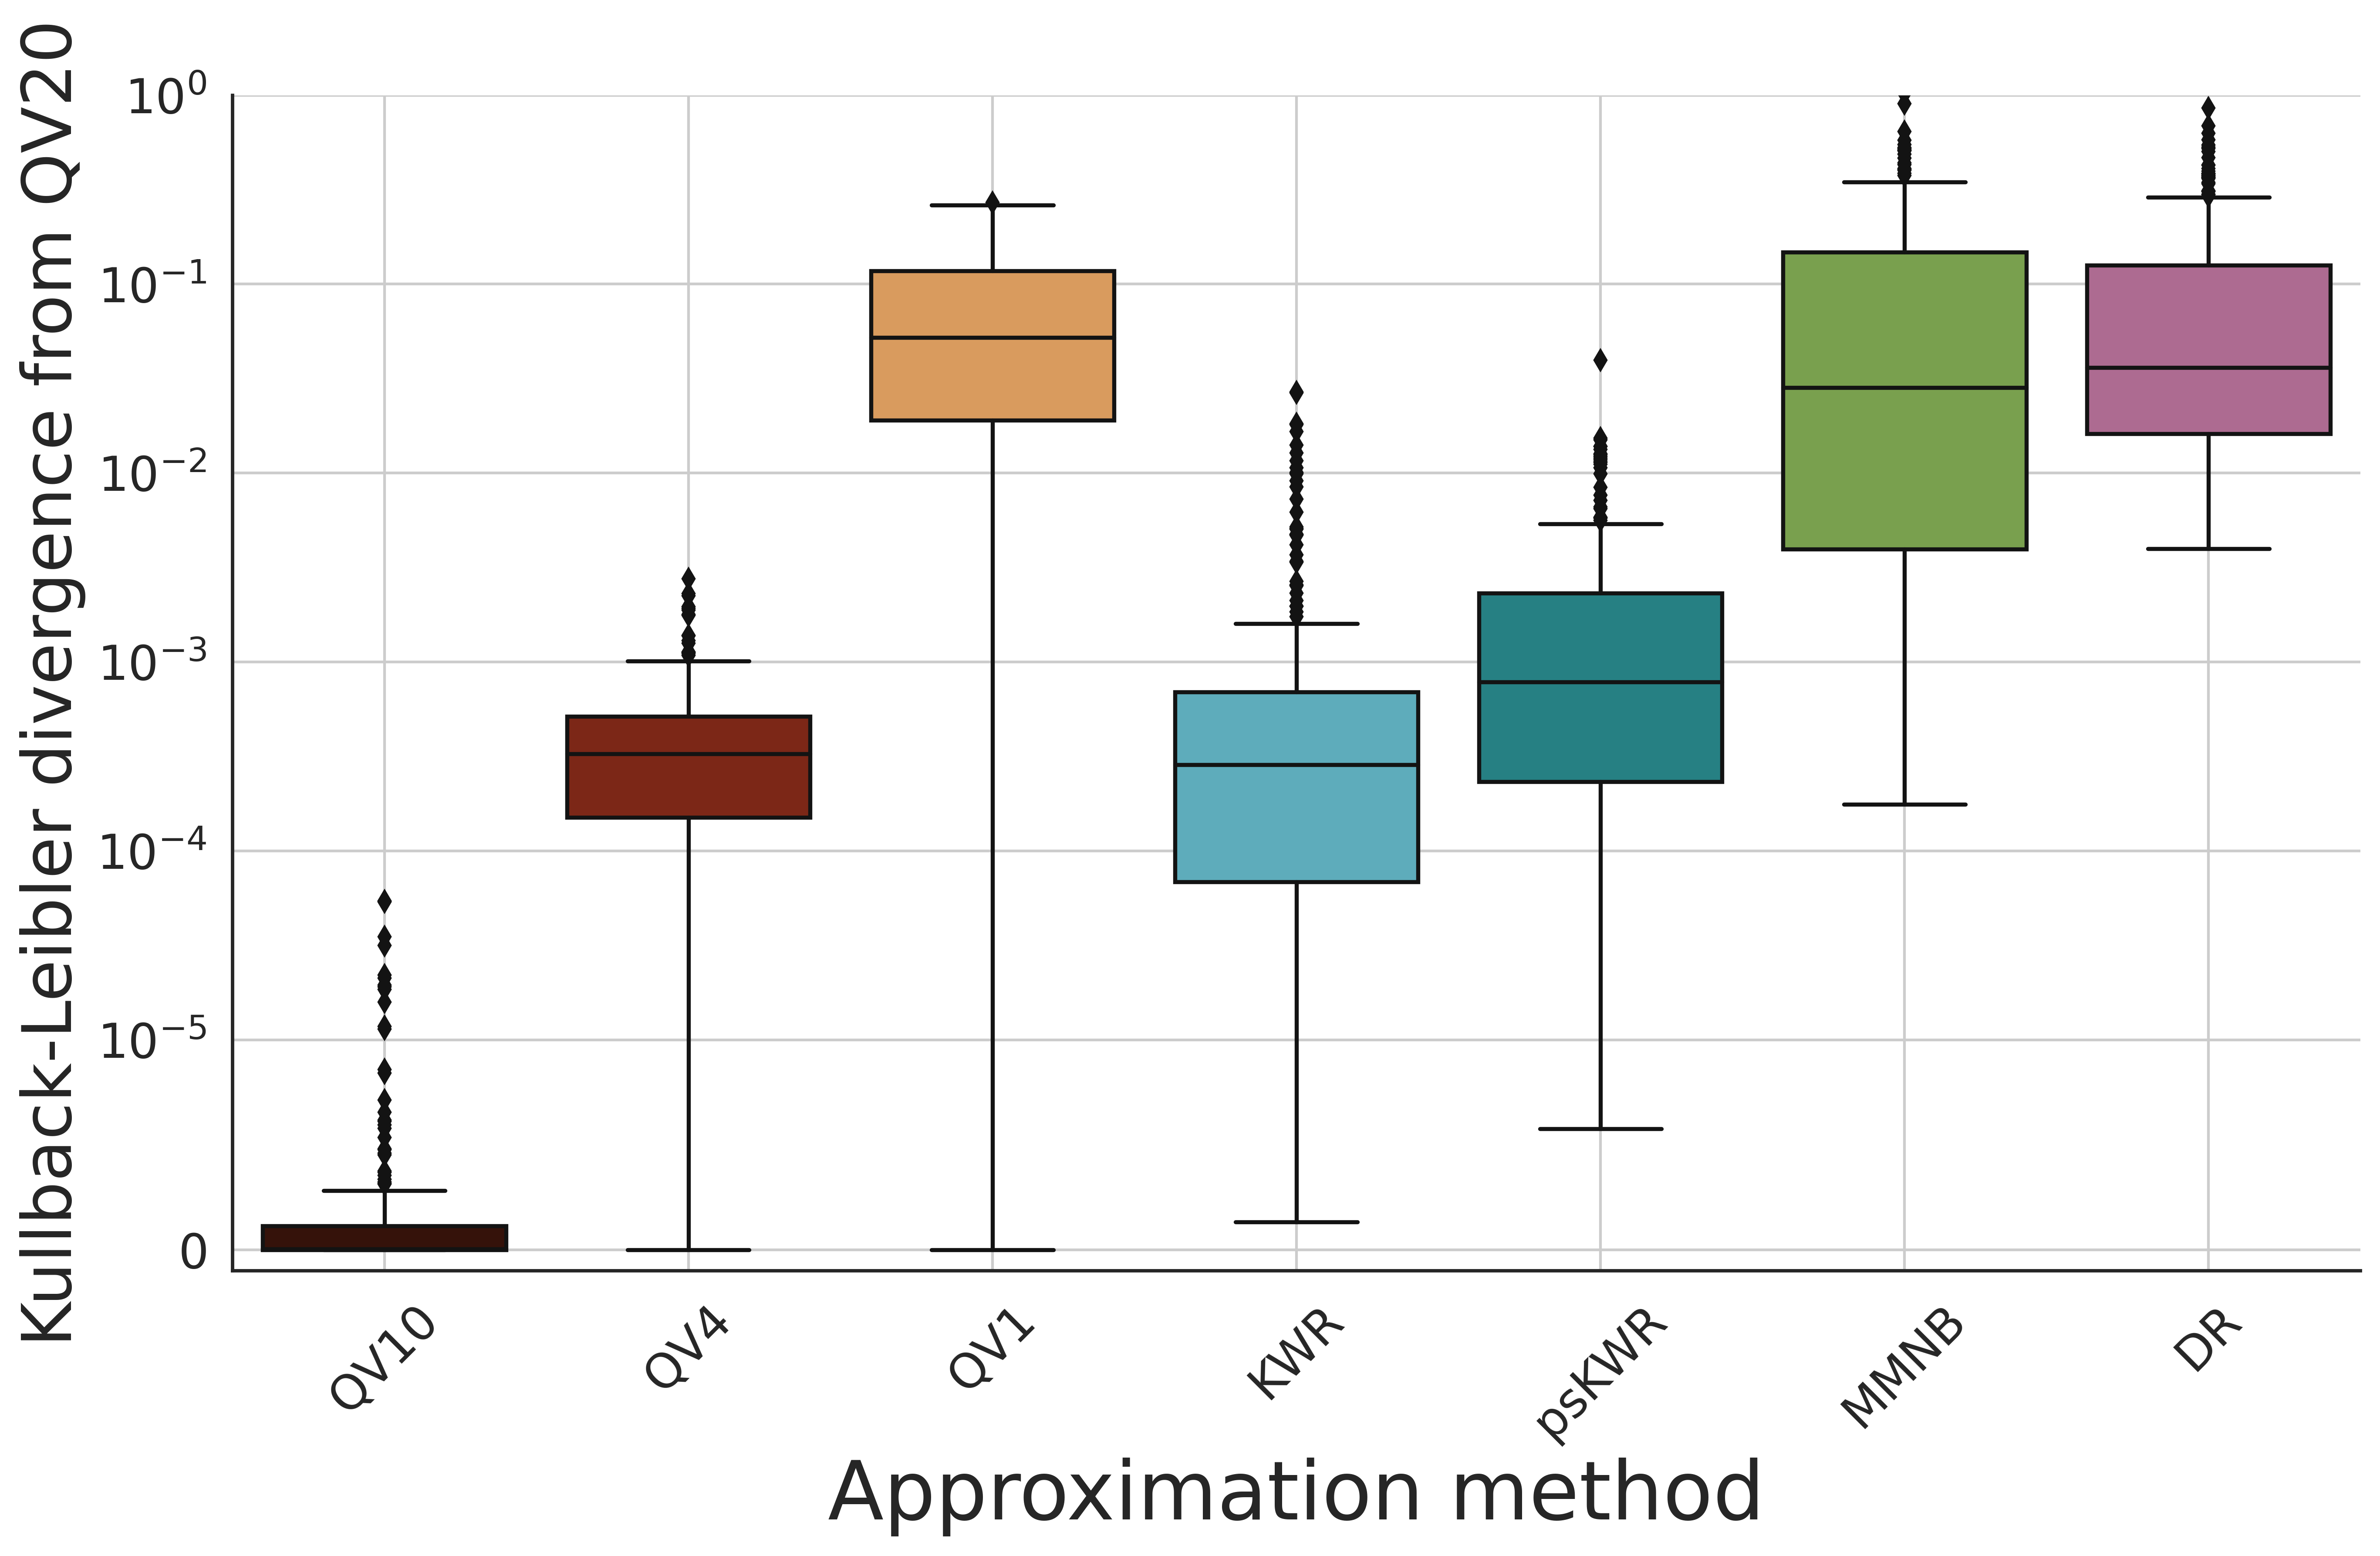 Kullback-Leibler divergence from QV20
10⁰
10⁻¹
10⁻²
10⁻³
10⁻⁴
10⁻⁵
0
QV10
QV4
QV1
KWR
psKWR
MMNB
DR
Approximation method